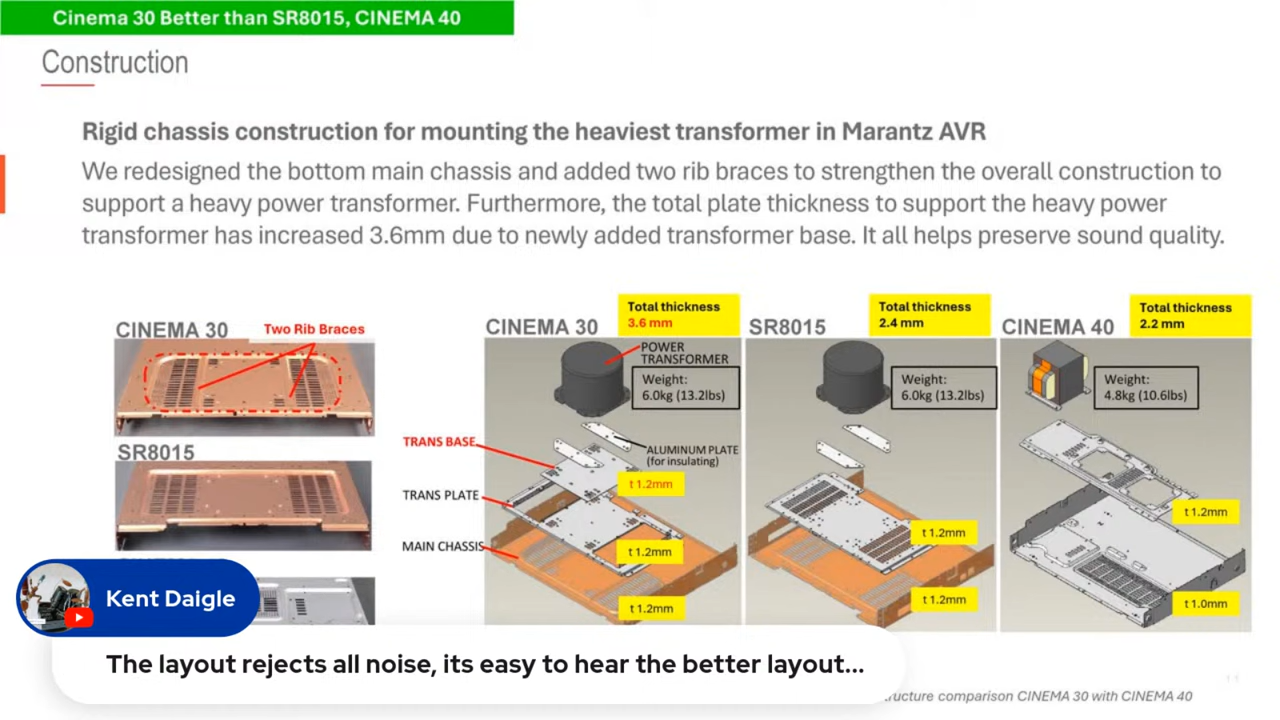 Cinema 30 Better than SR8015, CINEMA 40
Construction
Rigid chassis construction for mounting the heaviest transformer in Marantz AVR
We redesigned the bottom main chassis and added two rib braces to strengthen the overall construction to
support a heavy power transformer. Furthermore, the total plate thickness to support the heavy power
transformer has increased 3.6mm due to newly added transformer base. It all helps preserve sound quality.
CINEMA 30
Two Rib Braces
SR8015
CINEMA 30
Total thickness
3.6 mm
POWER
TRANSFORMER
Weight:
6.0kg (13.2lbs)
TRANS BASE
ALUMINUM PLATE
(for insulating)
t 1.2mm
TRANS PLATE
t 1.2mm
MAIN CHASSIS
t 1.2mm
SR8015
Total thickness
2.4 mm
Weight:
6.0kg (13.2lbs)
t 1.2mm
t 1.2mm
CINEMA 40
Total thickness
2.2 mm
Weight:
4.8kg (10.6lbs)
t 1.2mm
t 1.0mm
Kent Daigle
The layout rejects all noise, its easy to hear the better layout...
ructure comparison CINEMA 30 with CINEMA 40